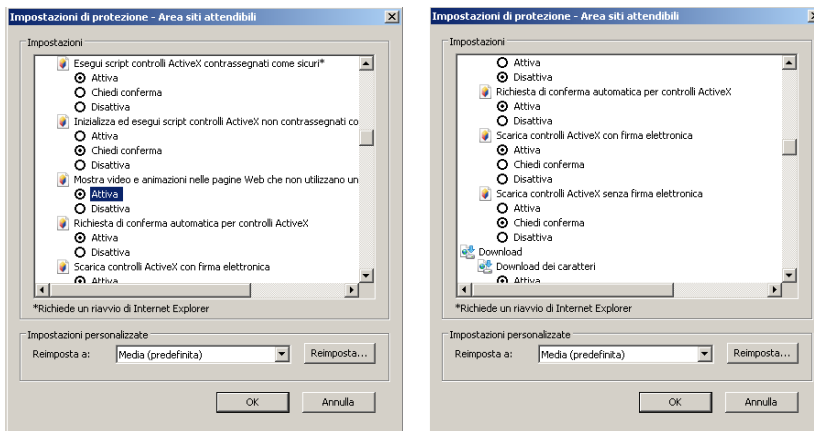 Impostazioni di protezione - Area siti attendibili
Impostazioni
Esegui script controlli ActiveX contrassegnati come sicuri*
Attiva
Chiedi conferma
Disattiva
Inizializza ed esegui script controlli ActiveX non contrassegnati co
Attiva
Chiedi conferma
Disattiva
Mostra video e animazioni nelle pagine Web che non utilizzano un
Attiva
Disattiva
Richiesta di conferma automatica per controlli ActiveX
Attiva
Disattiva
Scarica controlli ActiveX con firma elettronica
Attiva
*Richiede un riavvio di Internet Explorer
Impostazioni personalizzate
Reimposta a:
Media (predefinita)
Reimposta...
OK
Annulla
Impostazioni di protezione - Area siti attendibili
Impostazioni
Attiva
Disattiva
Richiesta di conferma automatica per controlli ActiveX
Attiva
Disattiva
Scarica controlli ActiveX con firma elettronica
Attiva
Chiedi conferma
Disattiva
Scarica controlli ActiveX senza firma elettronica
Attiva
Chiedi conferma
Disattiva
Download
Download dei caratteri
Attiva
*Richiede un riavvio di Internet Explorer
Impostazioni personalizzate
Reimposta a:
Media (predefinita)
Reimposta...
OK
Annulla